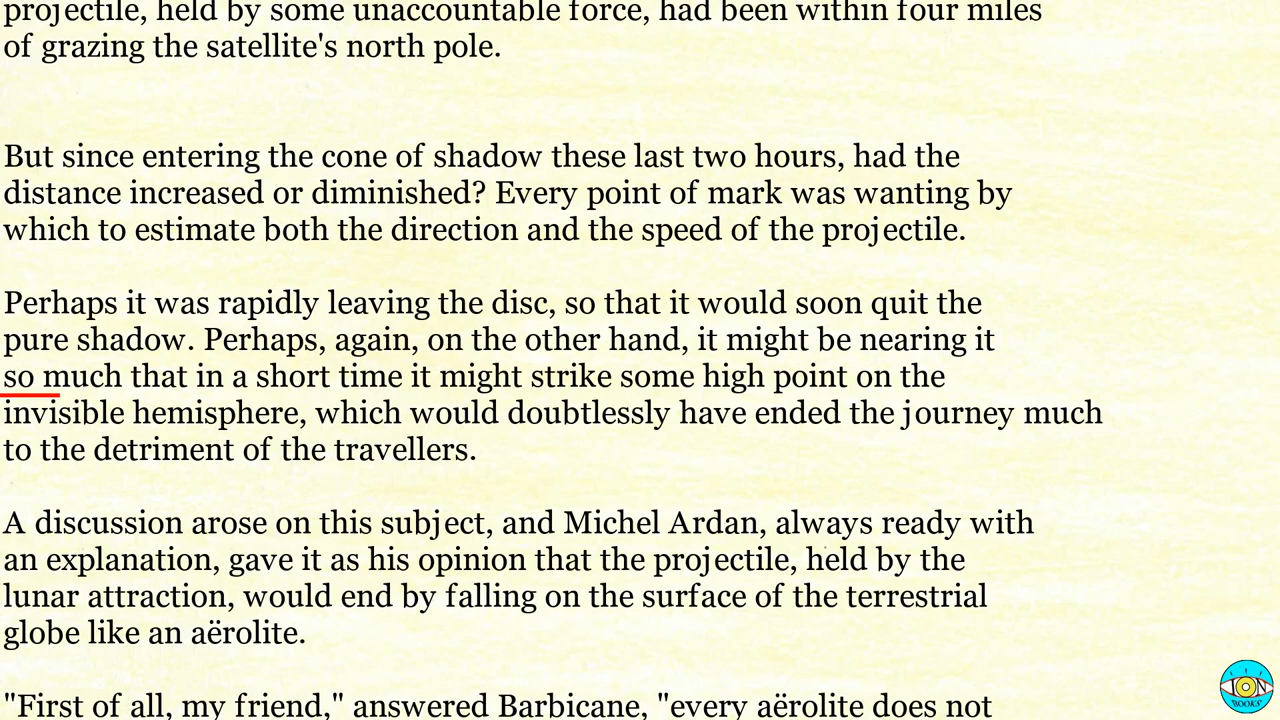 projectile, held by some unaccountable force, had been within four miles
of grazing the satellite's north pole.
But since entering the cone of shadow these last two hours, had the
distance increased or diminished? Every point of mark was wanting by
which to estimate both the direction and the speed of the projectile.
Perhaps it was rapidly leaving the disc, so that it would soon quit the
pure shadow. Perhaps, again, on the other hand, it might be nearing it
so much that in a short time it might strike some high point on the
invisible hemisphere, which would doubtlessly have ended the journey much
to the detriment of the travellers.
A discussion arose on this subject, and Michel Ardan, always ready with
an explanation, gave it as his opinion that the projectile, held by the
lunar attraction, would end by falling on the surface of the terrestrial
globe like an aërolite.
"First of all, my friend," answered Barbicane, "every aërolite does not
ION
BOOKS